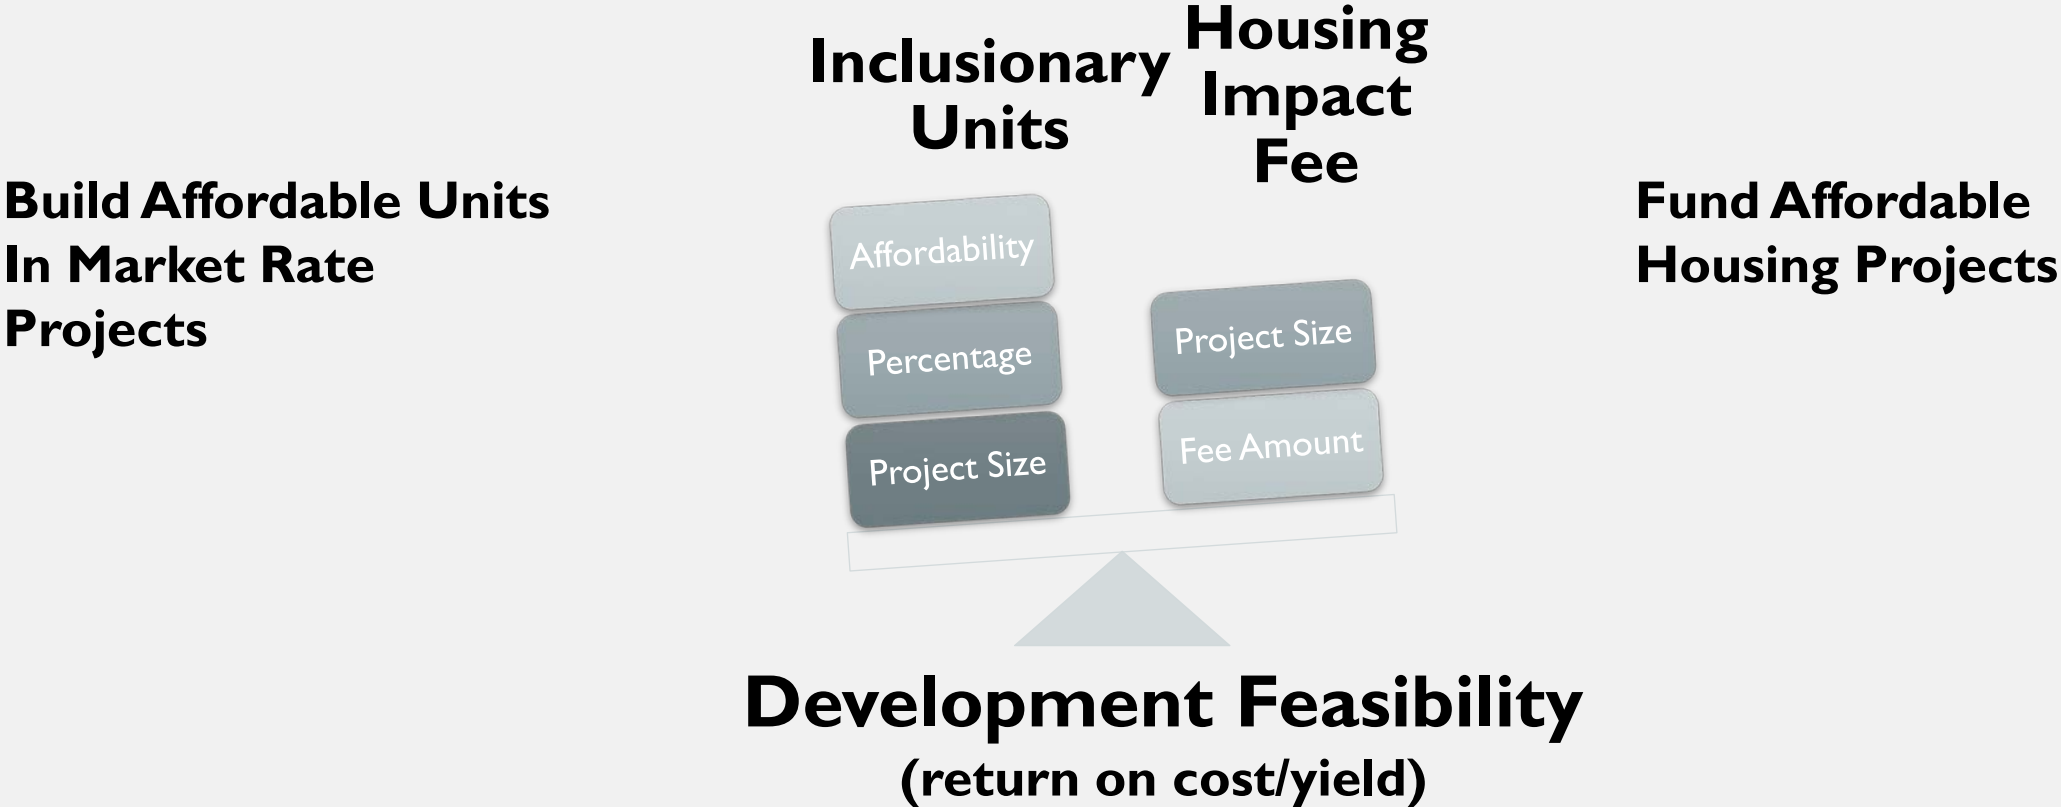 Inclusionary
Units
Housing
Impact
Fee
Build Affordable Units
In Market Rate
Projects
Fund Affordable
Housing Projects
Affordability
Percentage
Project Size
Project Size
Fee Amount
Development Feasibility
(return on cost/yield)